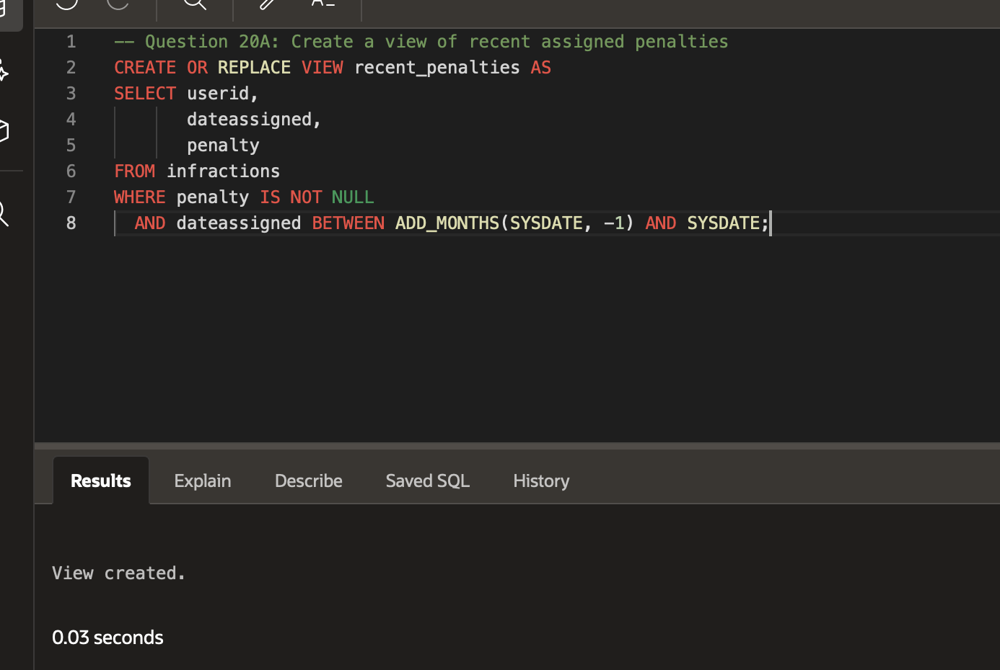 1 -- Question 20A: Create a view of recent assigned penalties
2 CREATE OR REPLACE VIEW recent_penalties AS
3 SELECT userid,
4 dateassigned,
5 penalty
6 FROM infractions
7 WHERE penalty IS NOT NULL
8 AND dateassigned BETWEEN ADD_MONTHS(SYSDATE, -1) AND SYSDATE;
Results Explain Describe Saved SQL History
View created.
0.03 seconds